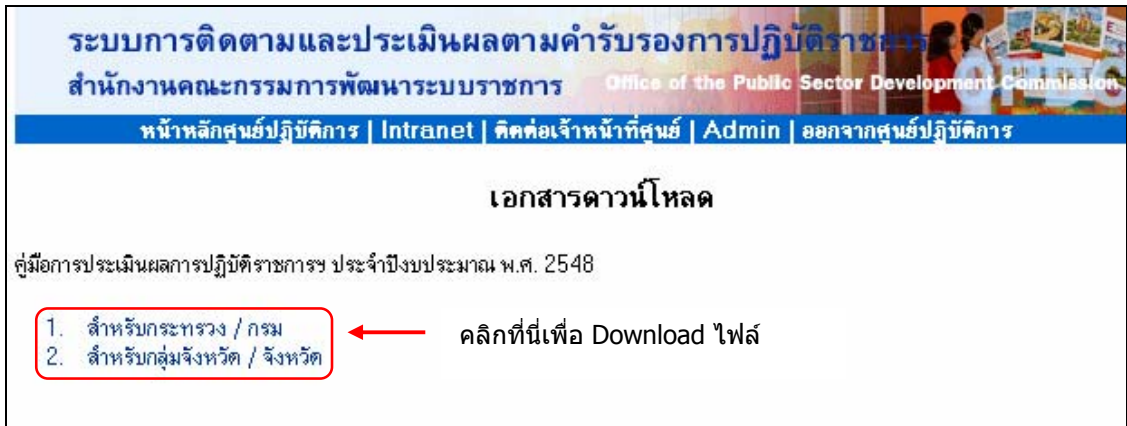 ระบบการติดตามและประเมินผลตามคำรับรองการปฏิบัติราชการ
สำนักงานคณะกรรมการพัฒนาระบบราชการ Office of the Public Sector Development Commission
หน้าหลักศูนย์ปฏิบัติการ | Intranet | ติดต่อเจ้าหน้าที่ศูนย์ | Admin | ออกจากศูนย์ปฏิบัติการ
เอกสารดาวน์โหลด
คู่มือการประเมินผลการปฏิบัติราชการฯ ประจำปีงบประมาณ พ.ศ. 2548
1. สำหรับกระทรวง / กรม
คลิกที่นี่เพื่อ Download ไฟล์
2. สำหรับกลุ่มจังหวัด / จังหวัด